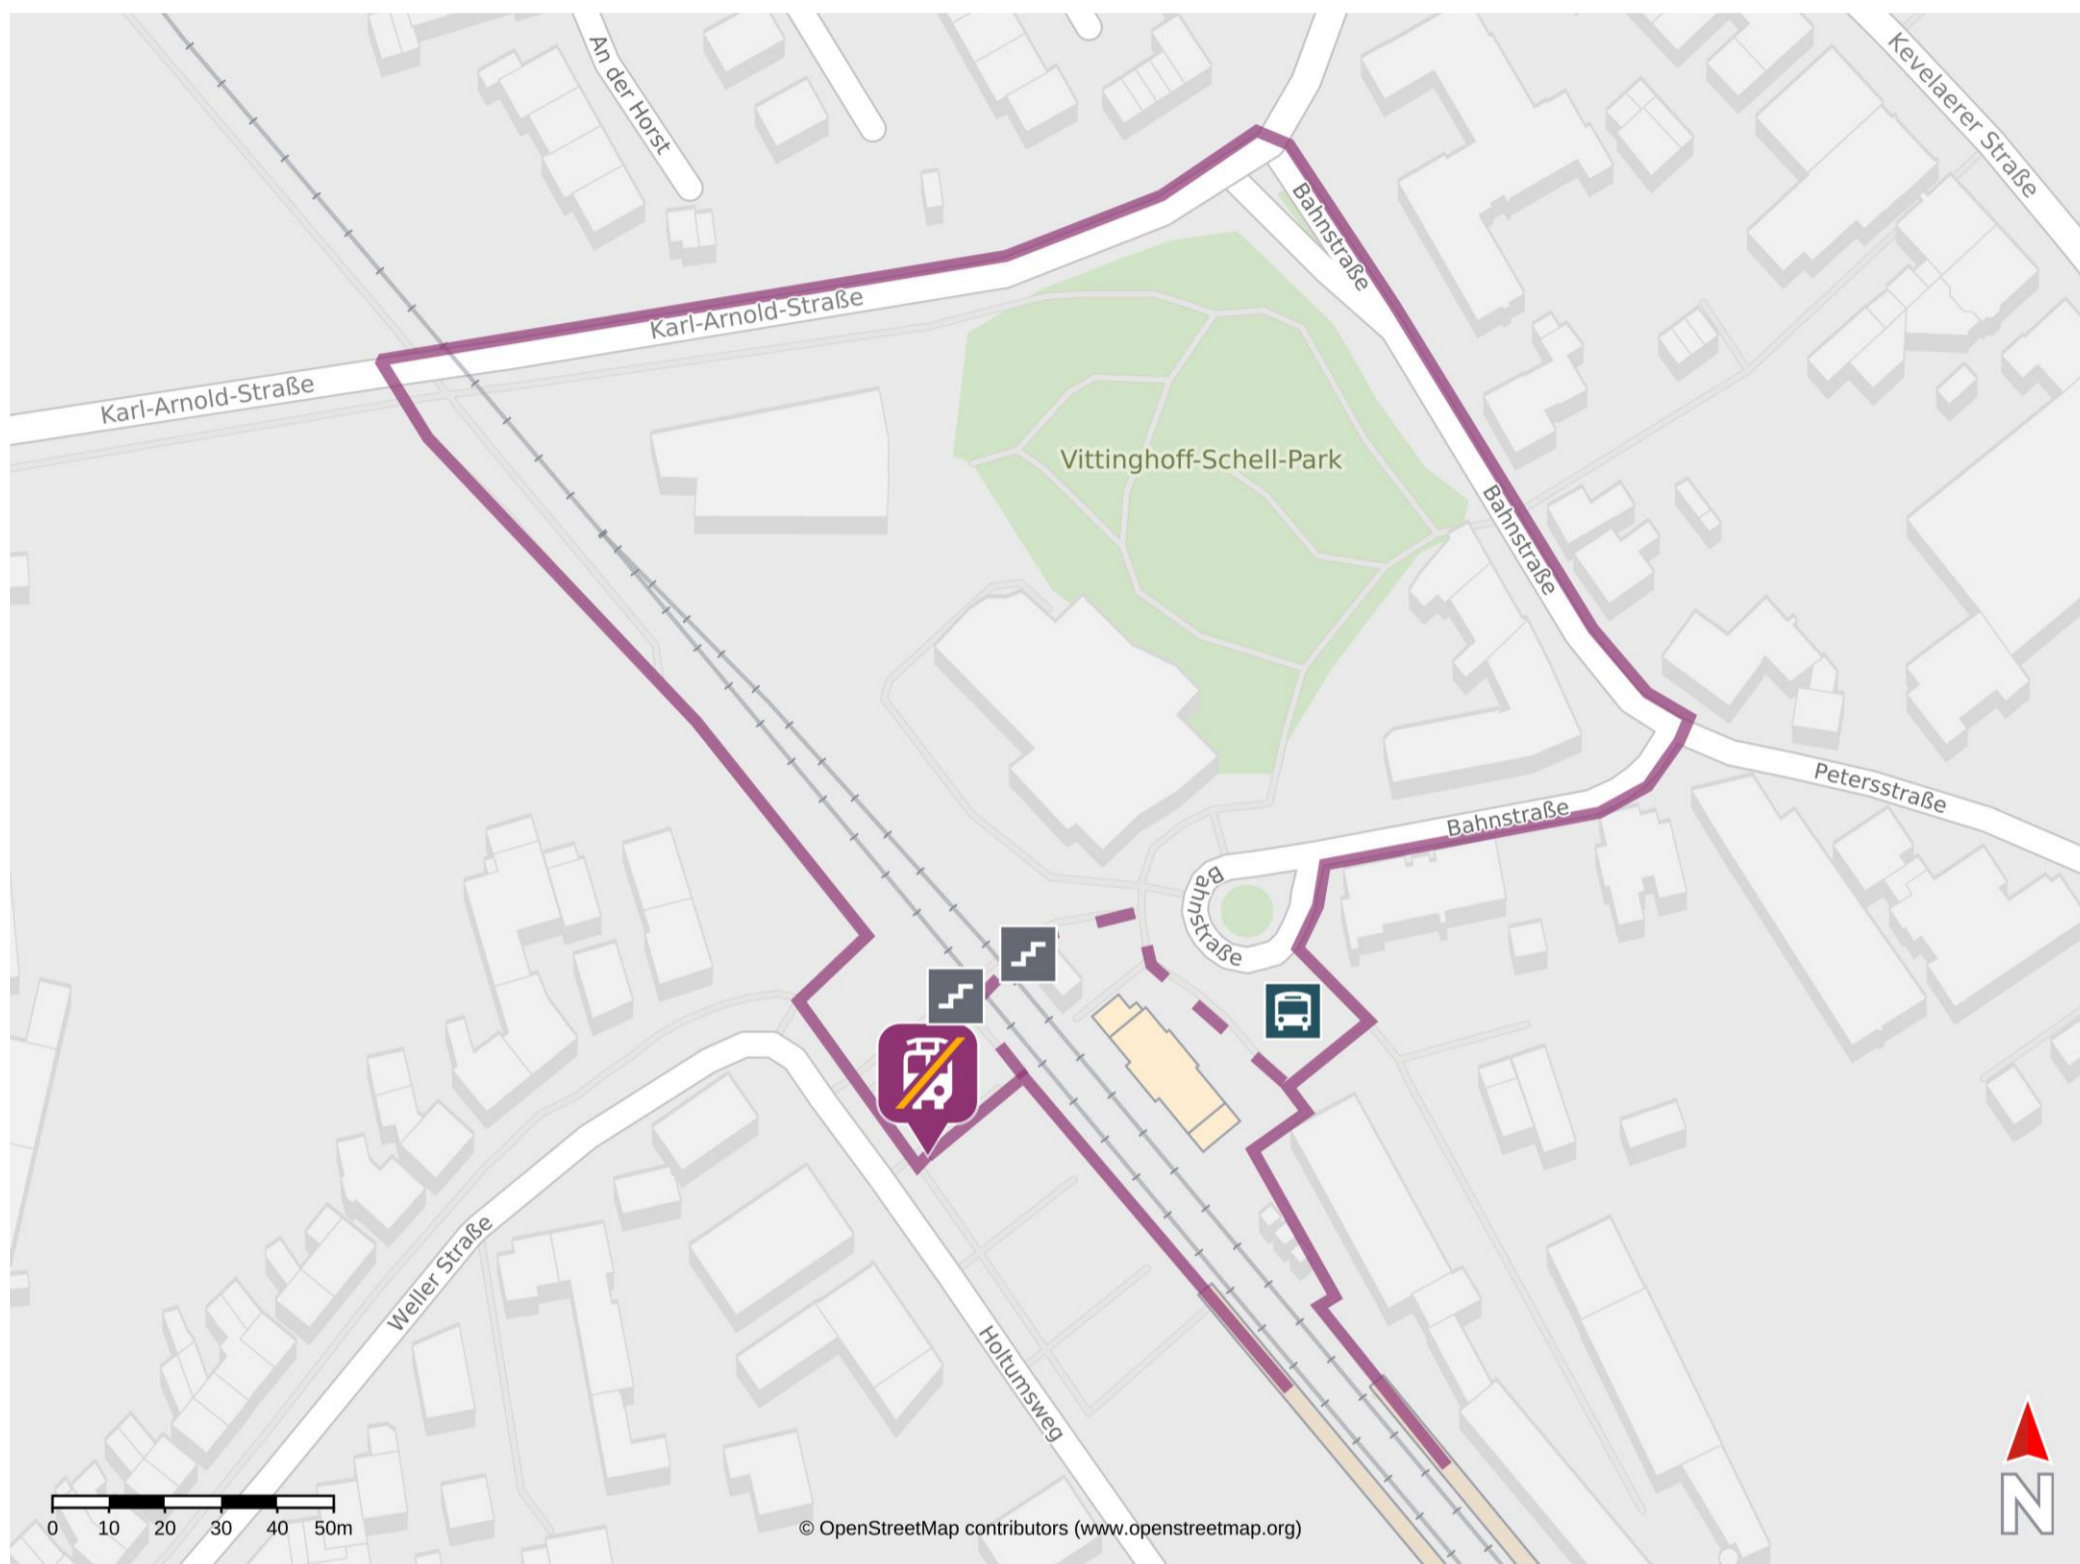 An der Horst
Kevelaerer Straße
Bahnstraße
Karl-Arnold-Straße
Karl-Arnold-Straße
Vittinghoff-Schell-Park
Bahnstraße
Petersstraße
Bahnstraße
Bahnstraße
Weller Straße
Holtumsweg
0 10 20 30 40 50m
© OpenStreetMap contributors (www.openstreetmap.org)
N